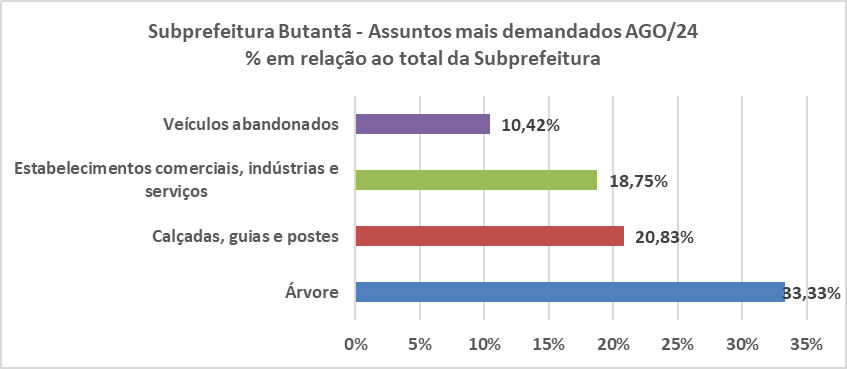 Subprefeitura Butantã - Assuntos mais demandados AGO/24
% em relação ao total da Subprefeitura
Veículos abandonados
10,42%
Estabelecimentos comerciais, indústrias e
serviços
18,75%
Calçadas, guias e postes
20,83%
Árvore
33,33%
0% 5% 10% 15% 20% 25% 30% 35%